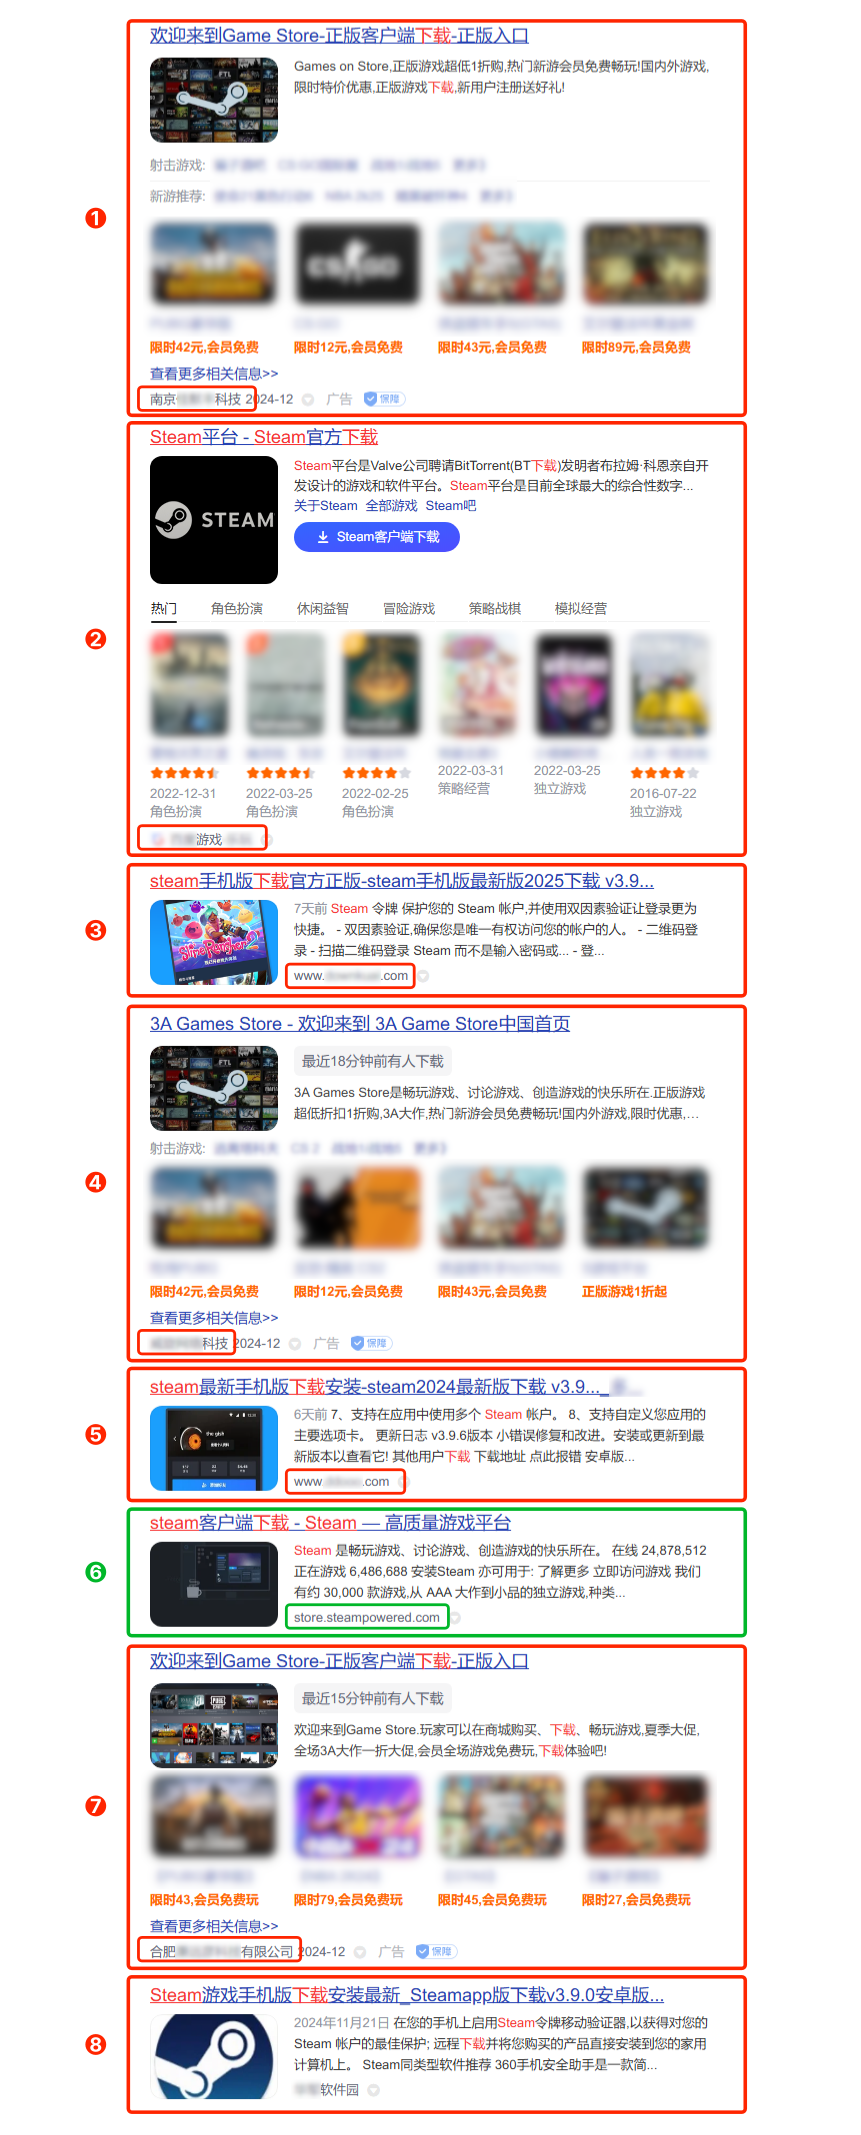 欢迎来到Game Store-正版客户端下载-正版入口
Games on Store,正版游戏超低1折购,热门新游会员免费畅玩!国内外游戏,
限时特价优惠,正版游戏下载,新用户注册送好礼!
射击游戏:
新游推荐:
❶
CS GO
限时42元,会员免费 限时12元,会员免费 限时43元,会员免费 限时89元,会员免费
查看更多相关信息>>
南京 科技 2024-12 广告 保障
Steam平台 - Steam官方下载
STEAM
Steam平台是Valve公司聘请BitTorrent(BT下载)发明者布拉姆·科恩亲自开
发设计的游戏和软件平台。Steam平台是目前全球最大的综合性数字...
关于Steam 全部游戏 Steam吧
Steam客户端下载
热门 角色扮演 休闲益智 冒险游戏 策略战棋 模拟经营
❷
2022-12-31 2022-03-25 2022-02-25 2022-03-31 2022-03-25 2016-07-22
角色扮演 角色扮演 角色扮演 策略经营 独立游戏 独立游戏
游戏
steam手机版下载官方正版-steam手机版最新版2025下载 v3.9...
❸
Slime Rancher 2
7天前 Steam 令牌 保护您的 Steam 帐户,并使用双因素验证让登录更为
快捷。 - 双因素验证,确保您是唯一有权访问您的帐户的人。 - 二维码登
录 - 扫描二维码登录 Steam 而不是输入密码或... - 登...
www. .com
3A Games Store - 欢迎来到 3A Game Store中国首页
最近18分钟前有人下载
3A Games Store是畅玩游戏、讨论游戏、创造游戏的快乐所在.正版游戏
超低折扣1折购,3A大作,热门新游会员免费畅玩!国内外游戏,限时优惠,...
射击游戏:
❹
限时42元,会员免费 限时12元,会员免费 限时43元,会员免费 正版游戏1折起
查看更多相关信息>>
科技 2024-12 广告 保障
steam最新手机版下载安装-steam2024最新版下载 v3.9..._
❺
the gish
6天前 7、支持在应用中使用多个 Steam 帐户。 8、支持自定义您应用的
主要选项卡。 更新日志 v3.9.6版本 小错误修复和改进。安装或更新到最
新版本以查看它! 其他用户下载 下载地址 点此报错 安卓版...
www. .com
steam客户端下载 - Steam — 高质量游戏平台
❻
Steam 是畅玩游戏、讨论游戏、创造游戏的快乐所在。 在线 24,878,512
正在游戏 6,486,688 安装Steam 亦可用于: 了解更多 立即访问游戏 我们
有约 30,000 款游戏,从 AAA 大作到小品的独立游戏,种类...
store.steampowered.com
欢迎来到Game Store-正版客户端下载-正版入口
最近15分钟前有人下载
欢迎来到Game Store.玩家可以在商城购买、下载、畅玩游戏,夏季大促,
全场3A大作一折大促,会员全场游戏免费玩,下载体验吧!
❼
限时43,会员免费玩 限时79,会员免费玩 限时45,会员免费玩 限时27,会员免费玩
查看更多相关信息>>
合肥 有限公司 2024-12 广告 保障
Steam游戏手机版下载安装最新_Steamapp版下载v3.9.0安卓版...
❽
2024年11月21日 在您的手机上启用Steam令牌移动验证器,以获得对您的
Steam 帐户的最佳保护; 远程下载并将您购买的产品直接安装到您的家用
计算机上。 Steam同类型软件推荐 360手机安全助手是一款简...
软件园